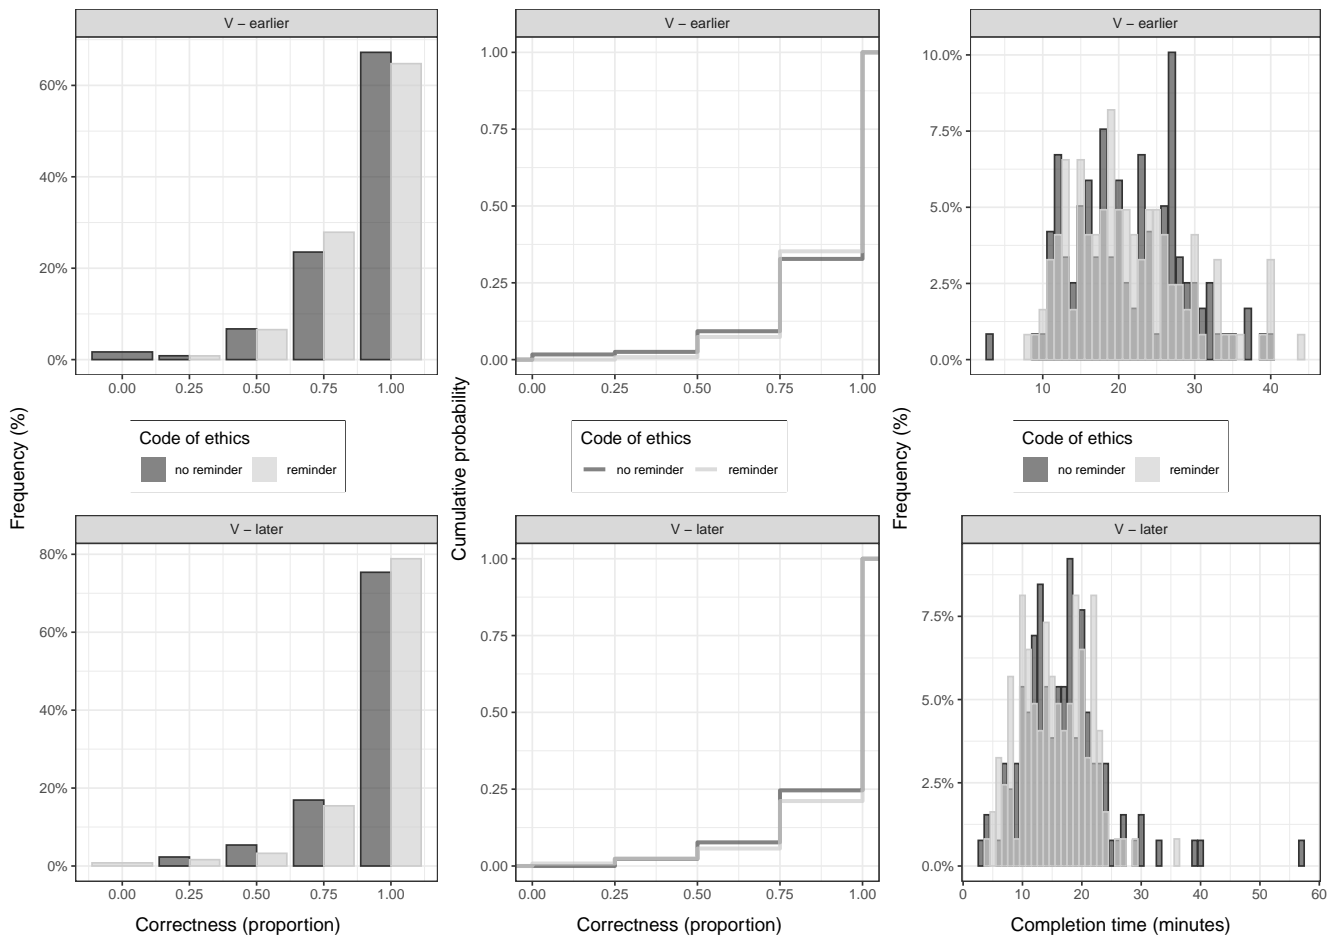 V − earlier
60%
40%
20%
0%
0.00 0.25 0.50 0.75 1.00
V − earlier
1.00
0.75
0.50
0.25
0.00
0.00 0.25 0.50 0.75 1.00
V − earlier
10.0%
7.5%
5.0%
2.5%
0.0%
10 20 30 40
Frequency (%)
Code of ethics
no reminder reminder
Cumulative probability
Code of ethics
no reminder reminder
Frequency (%)
Code of ethics
no reminder reminder
V − later
80%
60%
40%
20%
0%
0.00 0.25 0.50 0.75 1.00
Correctness (proportion)
V − later
1.00
0.75
0.50
0.25
0.00
0.00 0.25 0.50 0.75 1.00
Correctness (proportion)
V − later
7.5%
5.0%
2.5%
0.0%
0 10 20 30 40 50 60
Completion time (minutes)